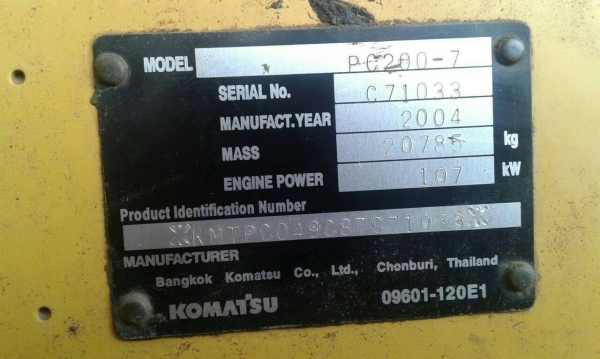 MODEL PC200-7
SERIAL No. C71033
MANUFACT.YEAR 2004
MASS 20785 kg
ENGINE POWER 107 kW
Product Identification Number
MANUFACTURER
Bangkok Komatsu Co., Ltd., Chonburi, Thailand
KOMATSU 09601-120E1